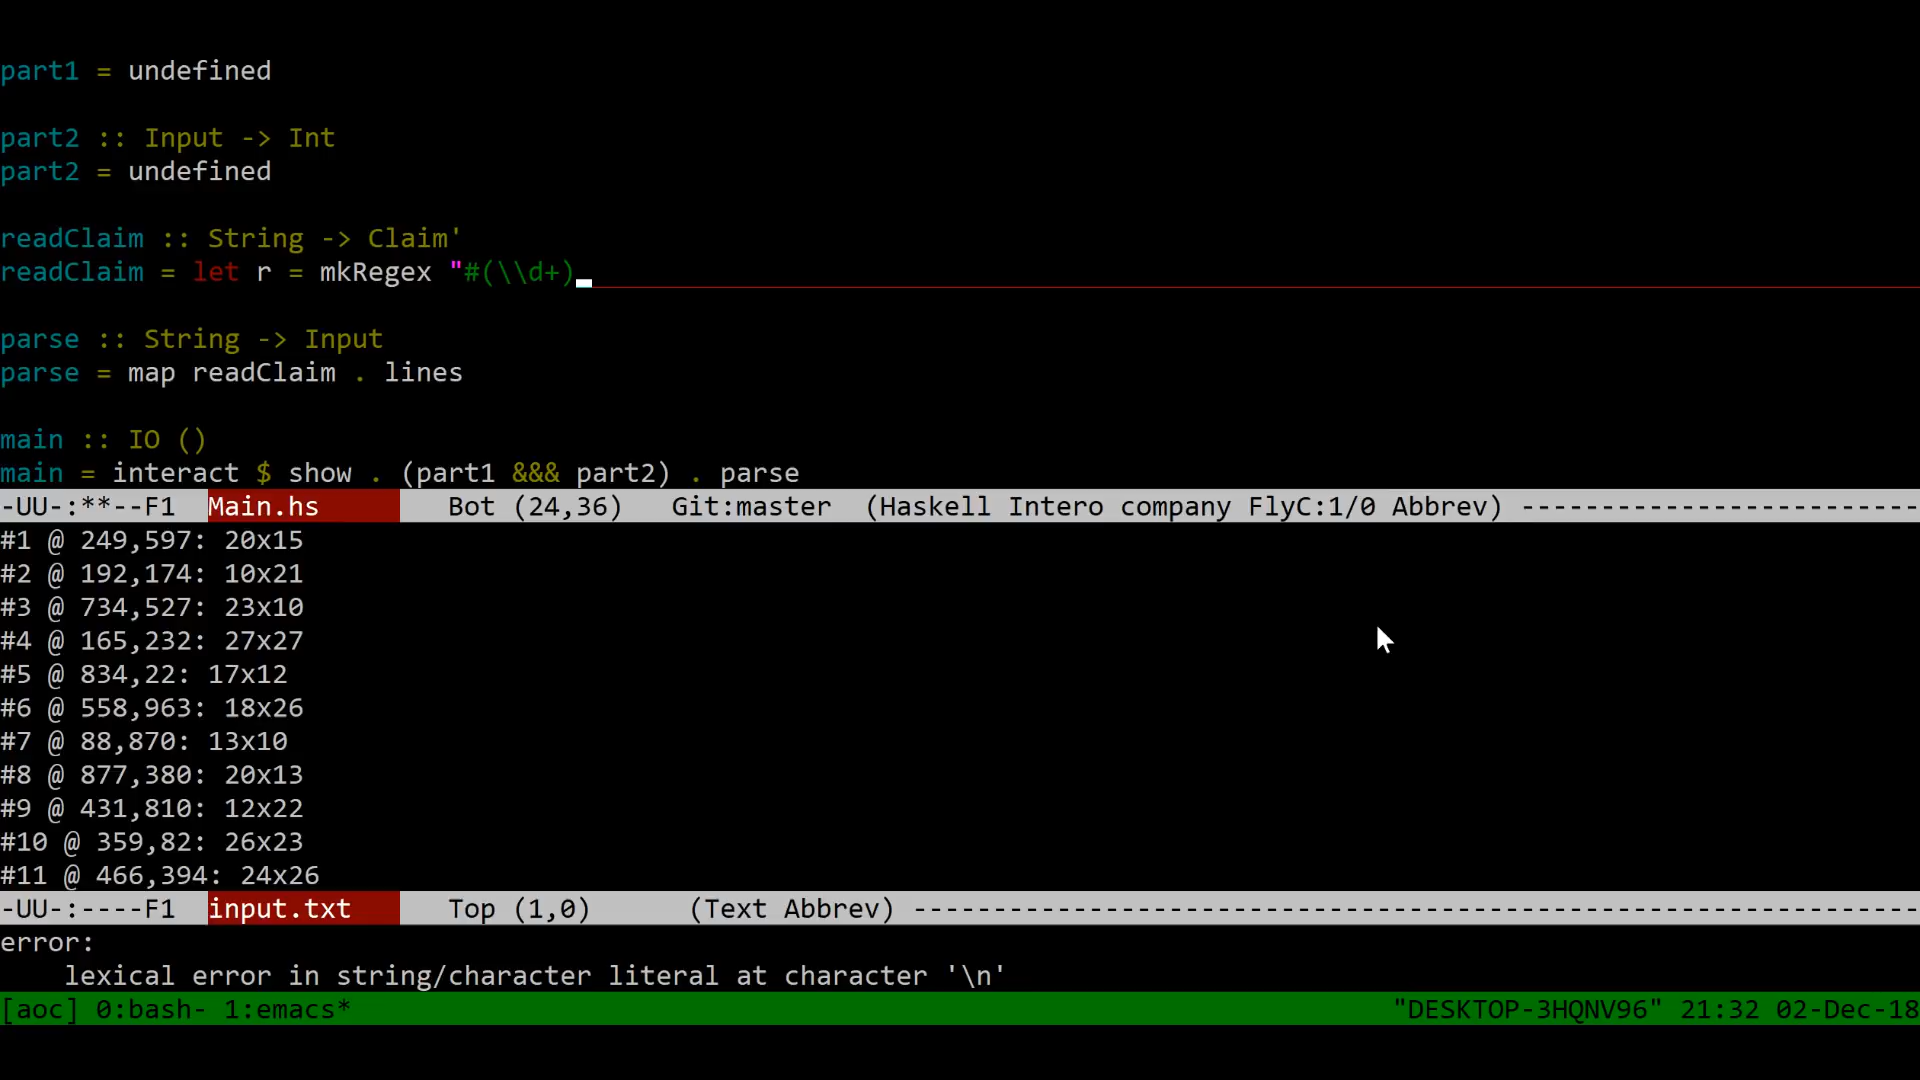 part1 = undefined
part2 :: Input -> Int
part2 = undefined
readClaim :: String -> Claim'
readClaim = let r = mkRegex "#(\\d+)
parse :: String -> Input
parse = map readClaim . lines
main :: IO ()
main = interact $ show . (part1 &&& part2) . parse
-UU-:**--F1  Main.hs        Bot (24,36)   Git:master  (Haskell Intero company FlyC:1/0 Abbrev) -------------------------
#1 @ 249,597: 20x15
#2 @ 192,174: 10x21
#3 @ 734,527: 23x10
#4 @ 165,232: 27x27
#5 @ 834,22: 17x12
#6 @ 558,963: 18x26
#7 @ 88,870: 13x10
#8 @ 877,380: 20x13
#9 @ 431,810: 12x22
#10 @ 359,82: 26x23
#11 @ 466,394: 24x26
-UU-:----F1  input.txt      Top (1,0)      (Text Abbrev) ---------------------------------------------------------------
error:
    lexical error in string/character literal at character '\n'
[aoc] 0:bash- 1:emacs* "DESKTOP-3HQNV96" 21:32 02-Dec-18